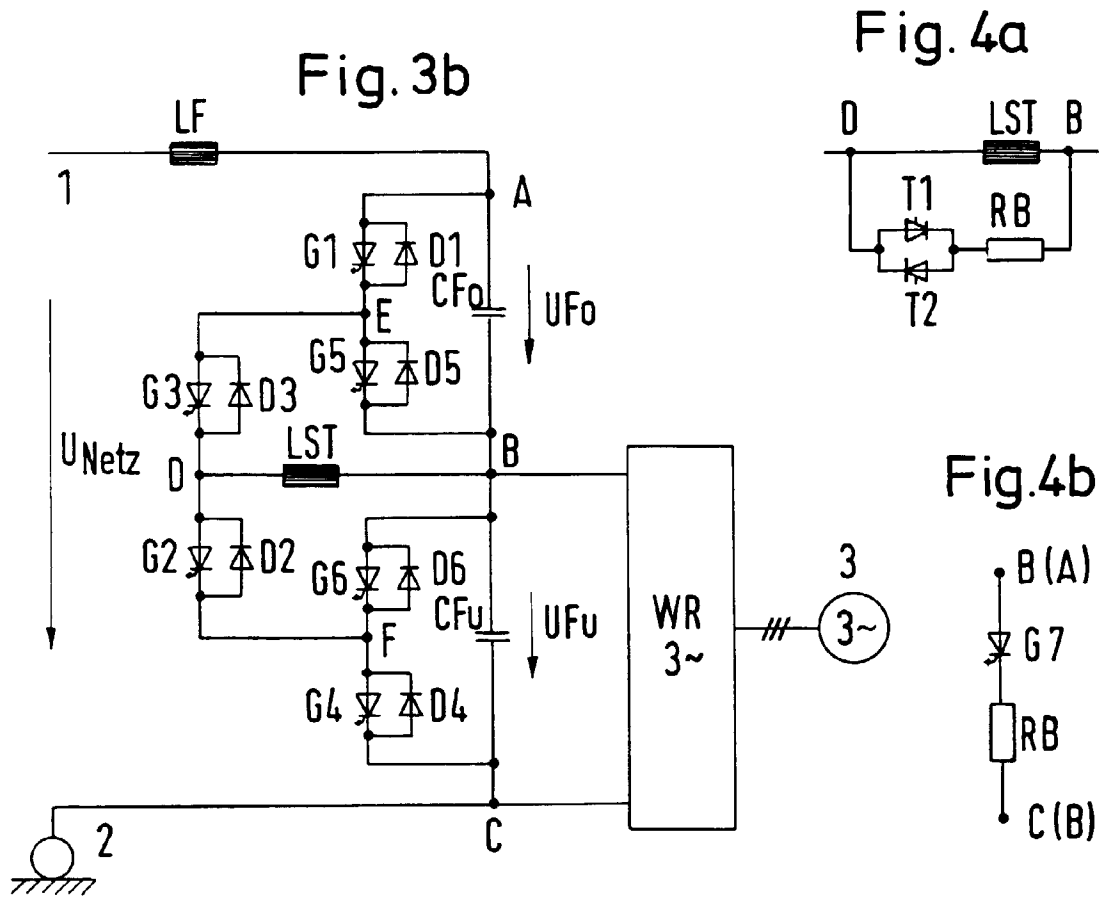 Fig. 3b
LF
1
A
G1
D1
CFo
UFo
E
G5
D5
G3
D3
UNetz
D
LST
B
G2
D2
G6
D6
CFu
UFu
F
G4
D4
WR
3~
3
3~
2
C
Fig. 4a
D
LST
B
T1
RB
T2
Fig.4b
B(A)
G7
RB
C(B)